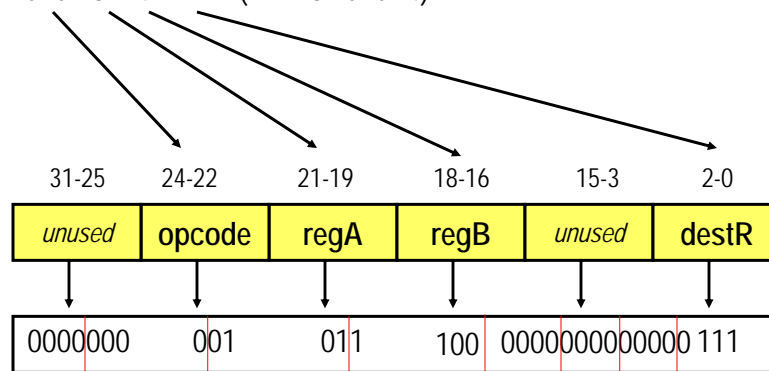 31-25 24-22 21-19 18-16 15-3 2-0
unused opcode regA regB unused destR
0000000 001 011 100 0000000000000 111